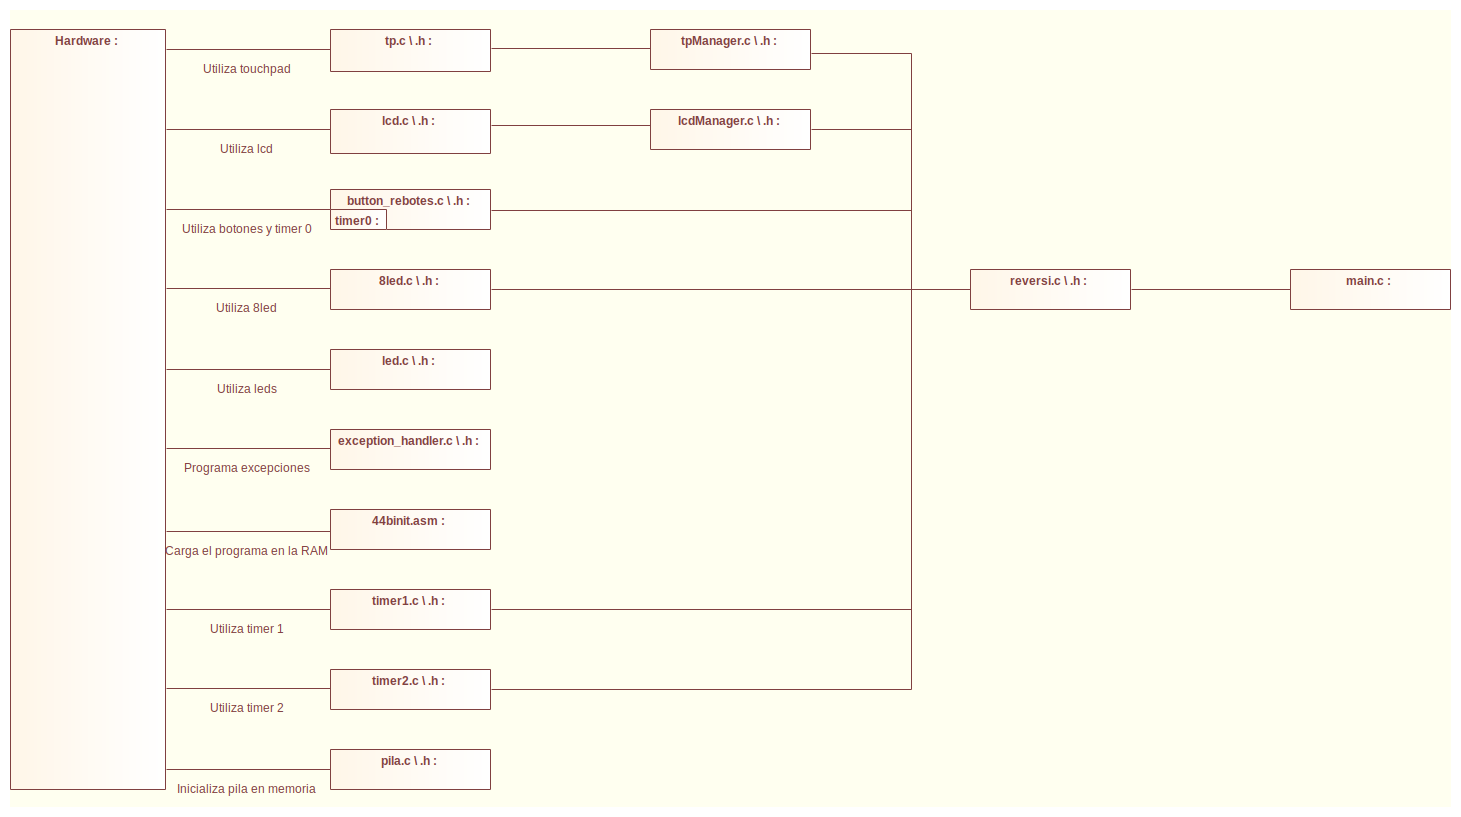 Hardware :
tp.c \ .h :
tpManager.c \ .h :
Utiliza touchpad
lcd.c \ .h :
lcdManager.c \ .h :
Utiliza lcd
button_rebotes.c \ .h :
timer0 :
Utiliza botones y timer 0
8led.c \ .h :
reversi.c \ .h :
main.c :
Utiliza 8led
led.c \ .h :
Utiliza leds
exception_handler.c \ .h :
Programa excepciones
44binit.asm :
Carga el programa en la RAM
timer1.c \ .h :
Utiliza timer 1
timer2.c \ .h :
Utiliza timer 2
pila.c \ .h :
Inicializa pila en memoria